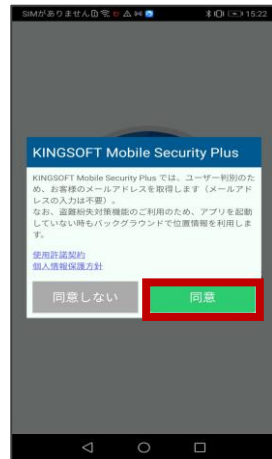 SIMがありません 15:22
KINGSOFT Mobile Security Plus
KINGSOFT Mobile Security Plus では、ユーザー判別のた
め、お客様のメールアドレスを取得します（メールアド
レスの入力は不要）。
なお、盗難紛失対策機能のご利用のため、アプリを起動
していない時もバックグラウンドで位置情報を利用しま
す。
使用許諾契約
個人情報保護方針
同意しない 同意